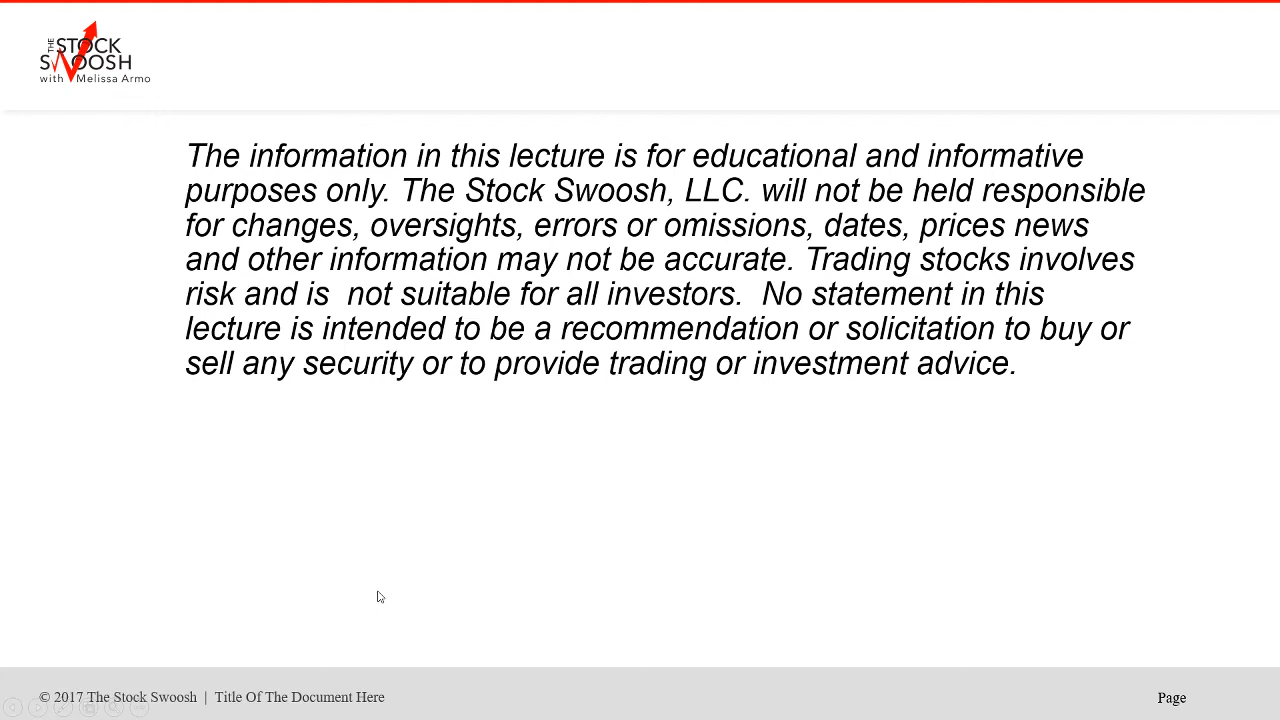 THE STOCK
SWOOSH
with Melissa Armo
The information in this lecture is for educational and informative
purposes only. The Stock Swoosh, LLC. will not be held responsible
for changes, oversights, errors or omissions, dates, prices news
and other information may not be accurate. Trading stocks involves
risk and is  not suitable for all investors.  No statement in this
lecture is intended to be a recommendation or solicitation to buy or
sell any security or to provide trading or investment advice.
© 2017 The Stock Swoosh | Title Of The Document Here
Page